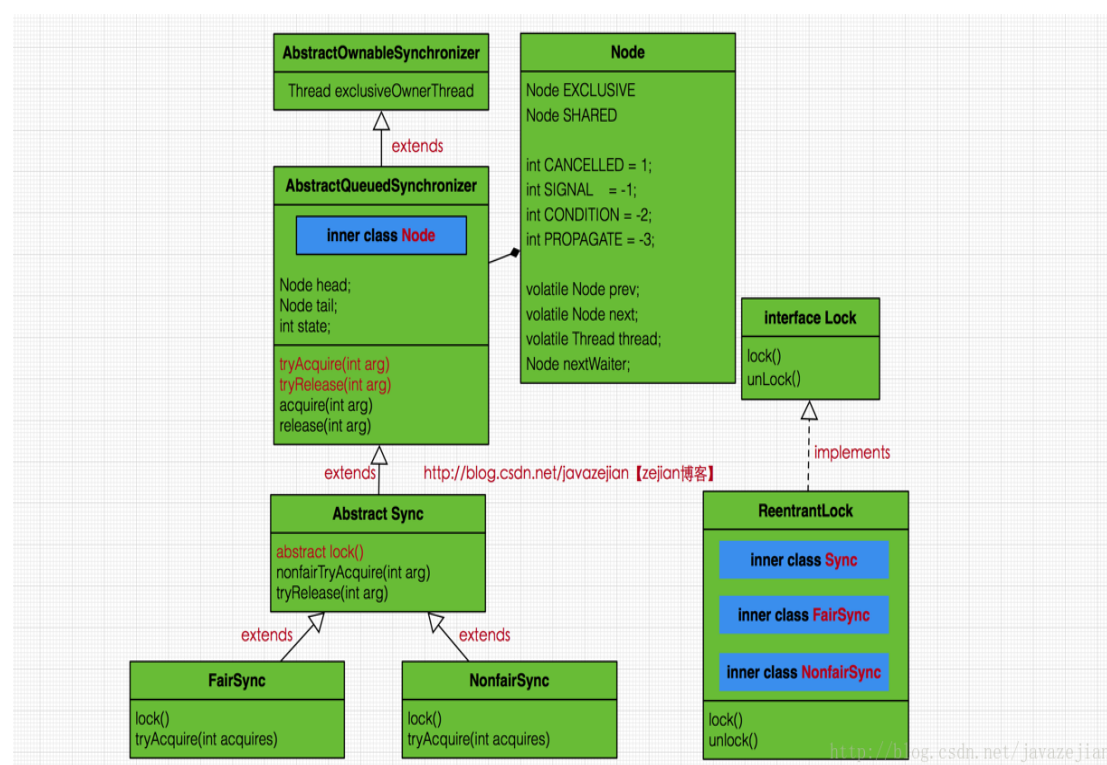 AbstractOwnableSynchronizer
Thread exclusiveOwnerThread
extends
AbstractQueuedSynchronizer
inner class Node
Node head;
Node tail;
int state;
tryAcquire(int arg)
tryRelease(int arg)
acquire(int arg)
release(int arg)
Node
Node EXCLUSIVE
Node SHARED
int CANCELLED = 1;
int SIGNAL = -1;
int CONDITION = -2;
int PROPAGATE = -3;
volatile Node prev;
volatile Node next;
volatile Thread thread;
Node nextWaiter;
interface Lock
lock()
unLock()
implements
extends
http://blog.csdn.net/javazejian【zejian博客】
Abstract Sync
abstract lock()
nonfairTryAcquire(int arg)
tryRelease(int arg)
extends
extends
FairSync
lock()
tryAcquire(int acquires)
NonfairSync
lock()
tryAcquire(int acquires)
ReentrantLock
inner class Sync
inner class FairSync
inner class NonfairSync
lock()
unlock()
http://blog.csdn.net/javazejian